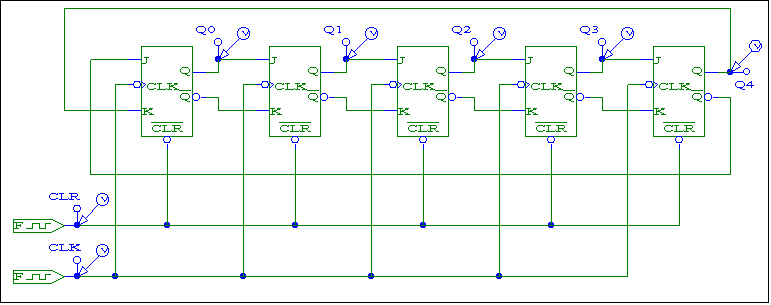 Q0 V Q1 V Q2 V Q3 V V
J J J J J
Q Q Q Q Q Q4
CLK CLK CLK CLK CLK
Q Q Q Q Q
K K K K K
CLR CLR CLR CLR CLR
CLR V
F
CLK V
F